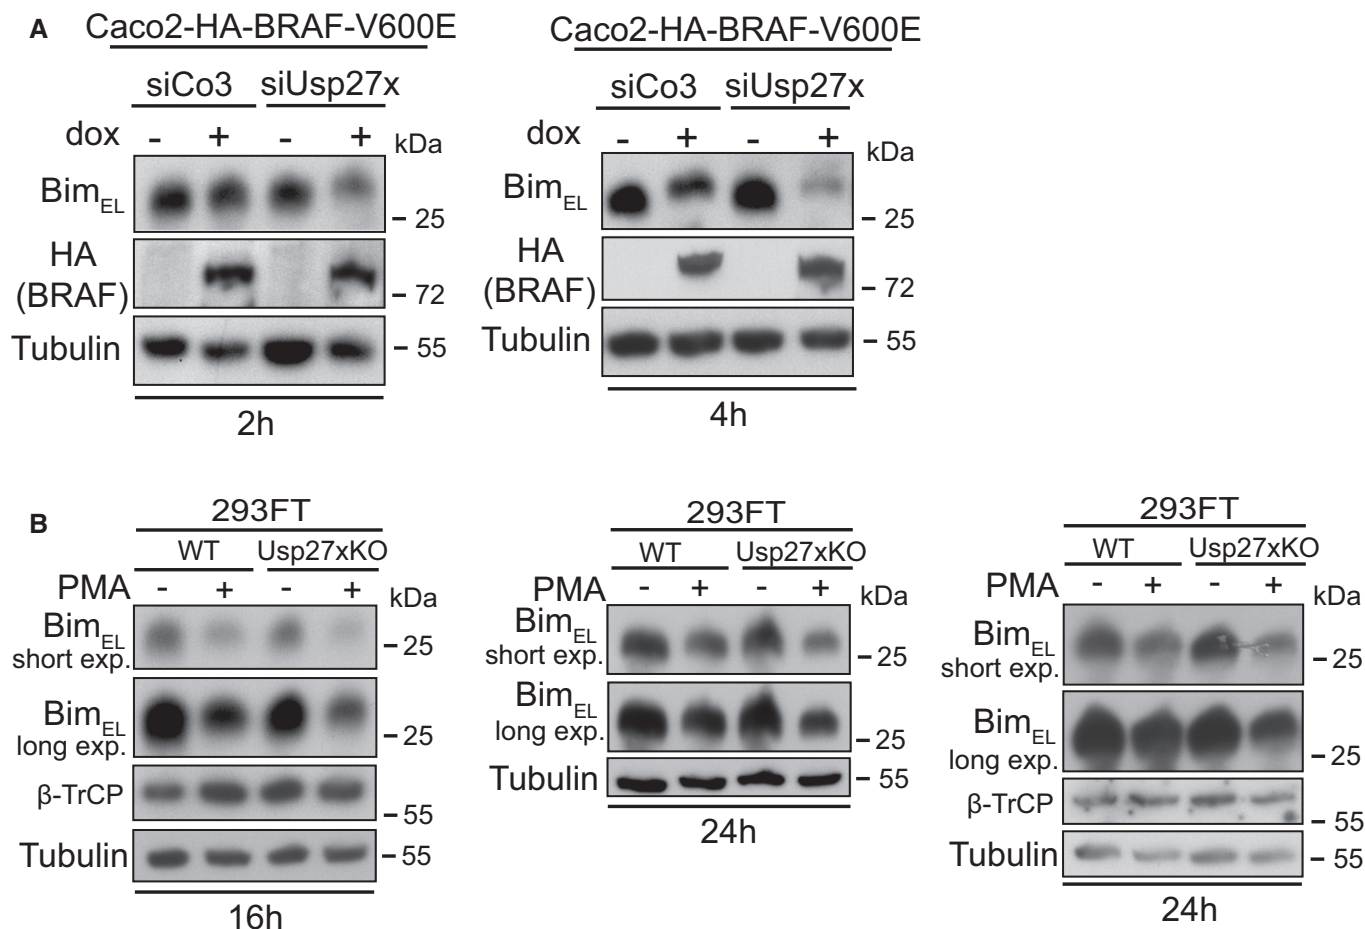 A
Caco2-HA-BRAF-V600E
siCo3 siUsp27x
dox - + - + kDa
BimEL
- 25
HA
(BRAF)
- 72
Tubulin - 55
2h
Caco2-HA-BRAF-V600E
siCo3 siUsp27x
dox - + - + kDa
BimEL
- 25
HA
(BRAF)
- 72
Tubulin - 55
4h
B
293FT
WT Usp27xKO
PMA - + - + kDa
BimEL
short exp.
- 25
BimEL
long exp.
- 25
β-TrCP
- 55
Tubulin - 55
16h
293FT
WT Usp27xKO
PMA - + - + kDa
BimEL
short exp.
- 25
BimEL
long exp.
- 25
Tubulin - 55
24h
293FT
WT Usp27xKO
PMA - + - + kDa
BimEL
short exp.
- 25
BimEL
long exp.
- 25
β-TrCP
- 55
Tubulin - 55
24h